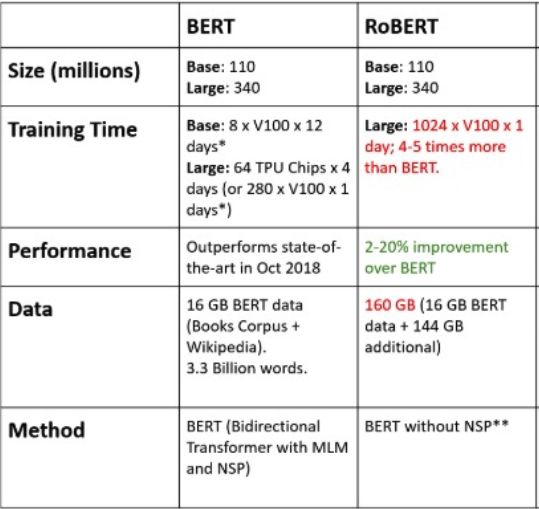 BERT
RoBERT
Size (millions)
Base: 110
Large: 340
Base: 110
Large: 340
Training Time
Base: 8 x V100 x 12
days*
Large: 64 TPU Chips x 4
days (or 280 x V100 x 1
days*)
Large: 1024 x V100 x 1
day; 4-5 times more
than BERT.
Performance
Outperforms state-of-
the-art in Oct 2018
2-20% improvement
over BERT
Data
16 GB BERT data
(Books Corpus +
Wikipedia).
3.3 Billion words.
160 GB (16 GB BERT
data + 144 GB
additional)
Method
BERT (Bidirectional
Transformer with MLM
and NSP)
BERT without NSP**